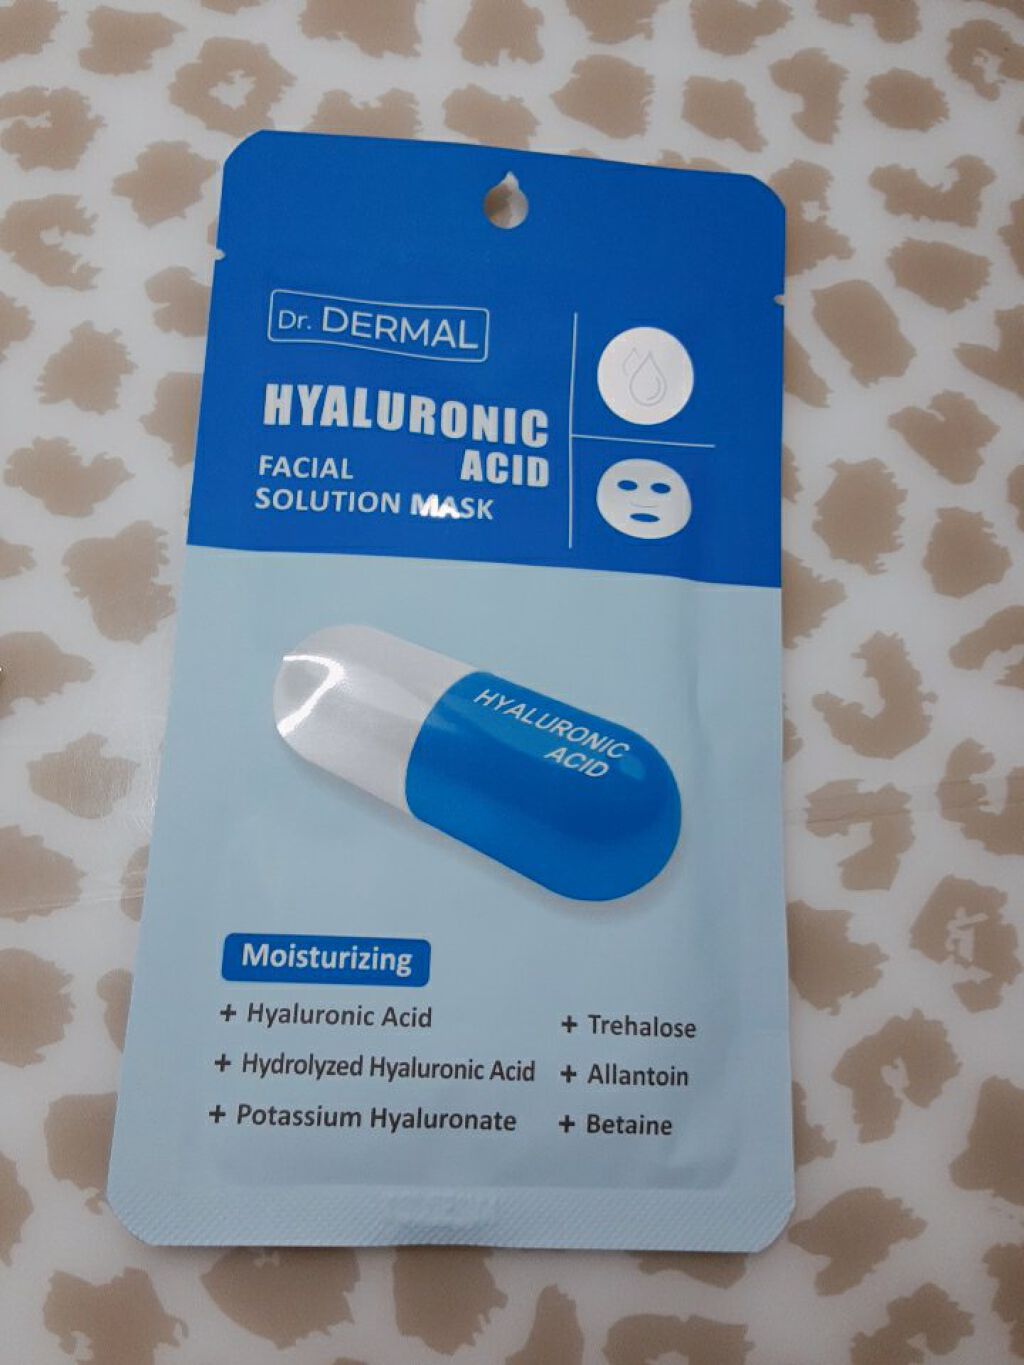 Dr. DERMAL
HYALURONIC
ACID
FACIAL
SOLUTION MASK
HYALURONIC
ACID
Moisturizing
+ Hyaluronic Acid
+ Hydrolyzed Hyaluronic Acid
+ Potassium Hyaluronate
+ Trehalose
+ Allantoin
+ Betaine